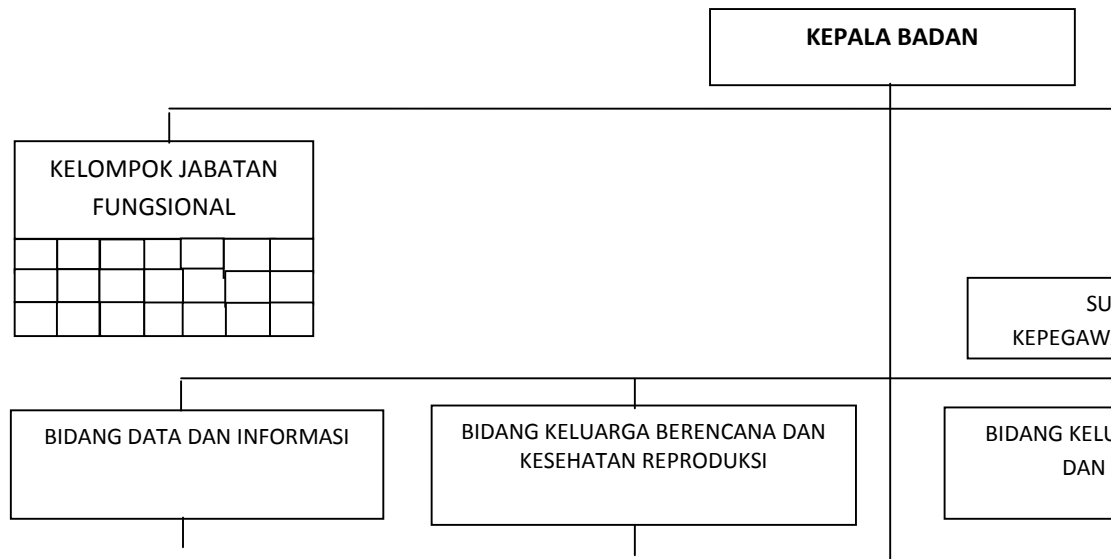 KEPALA BADAN
KELOMPOK JABATAN
FUNGSIONAL
SU
KEPEGAW
BIDANG DATA DAN INFORMASI
BIDANG KELUARGA BERENCANA DAN
KESEHATAN REPRODUKSI
BIDANG KELU
DAN